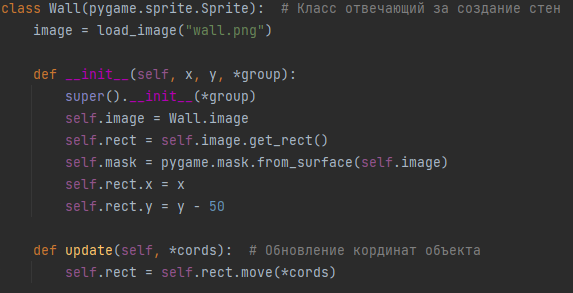 class Wall(pygame.sprite.Sprite):  # Класс отвечающий за создание стен
    image = load_image("wall.png")

    def __init__(self, x, y, *group):
        super().__init__(*group)
        self.image = Wall.image
        self.rect = self.image.get_rect()
        self.mask = pygame.mask.from_surface(self.image)
        self.rect.x = x
        self.rect.y = y - 50

    def update(self, *cords):  # Обновление кординат объекта
        self.rect = self.rect.move(*cords)